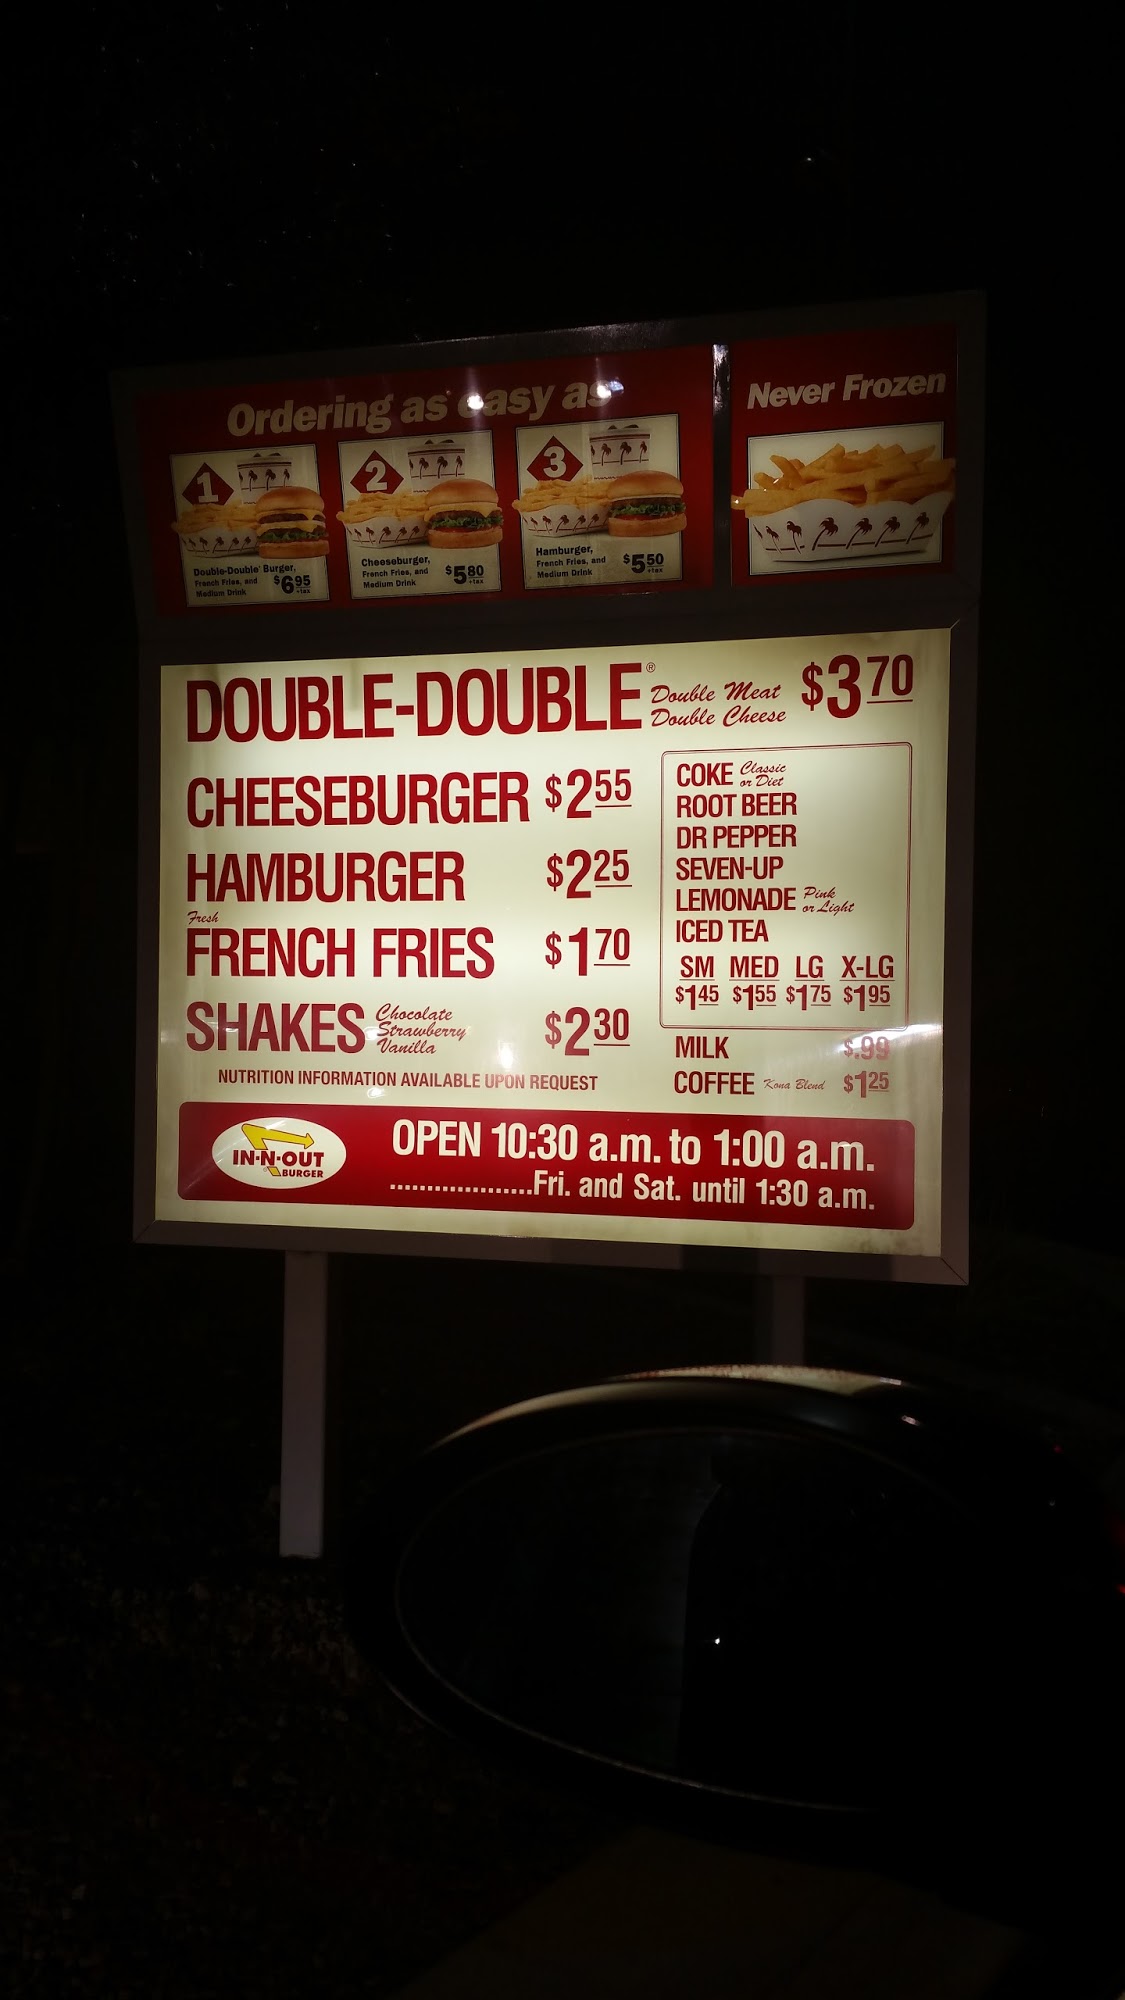 Ordering as easy as
Never Frozen
1
Double-Double® Burger,
French Fries, and
Medium Drink
$6.95
+tax
2
Cheeseburger,
French Fries, and
Medium Drink
$5.80
+tax
3
Hamburger,
French Fries, and
Medium Drink
$5.50
+tax
DOUBLE-DOUBLE® Double Meat
Double Cheese
$3 70
CHEESEBURGER $2 55
HAMBURGER $2 25
Fresh
FRENCH FRIES $1 70
SHAKES Chocolate
Strawberry
Vanilla
$2 30
NUTRITION INFORMATION AVAILABLE UPON REQUEST
COKE Classic
or Diet
ROOT BEER
DR PEPPER
SEVEN-UP
LEMONADE Pink
or Light
ICED TEA
SM MED LG X-LG
$1 45 $1 55 $1 75 $1 95
MILK $.99
COFFEE Kona Blend $1 25
IN-N-OUT
BURGER
OPEN 10:30 a.m. to 1:00 a.m.
...................Fri. and Sat. until 1:30 a.m.